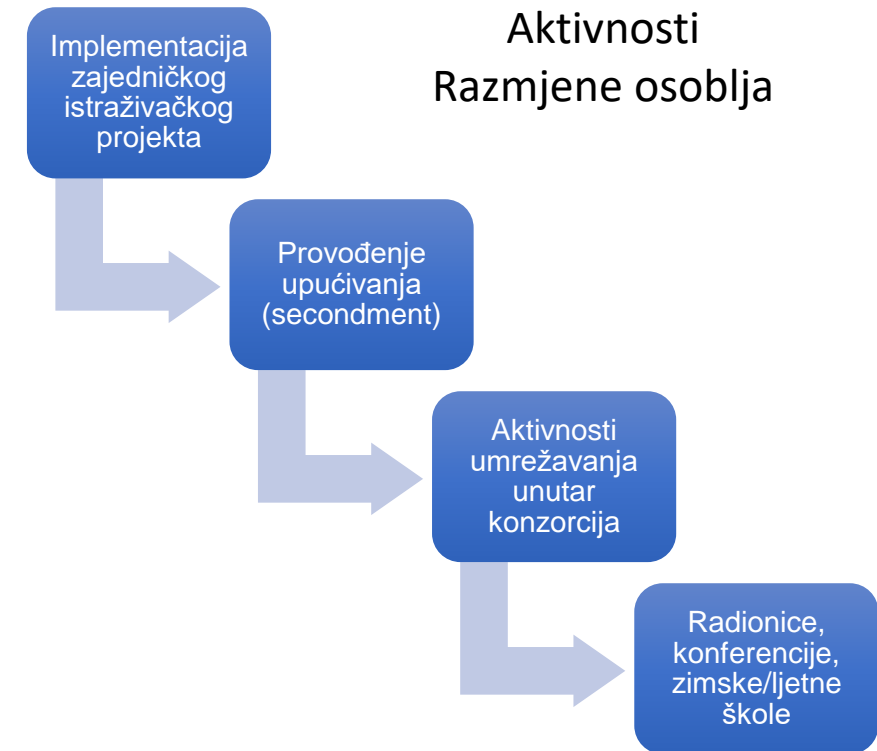 Aktivnosti
Razmjene osoblja
Implementacija
zajedničkog
istraživačkog
projekta
Provođenje
upućivanja
(secondment)
Aktivnosti
umrežavanja
unutar
konzorcija
Radionice,
konferencije,
zimske/ljetne
škole